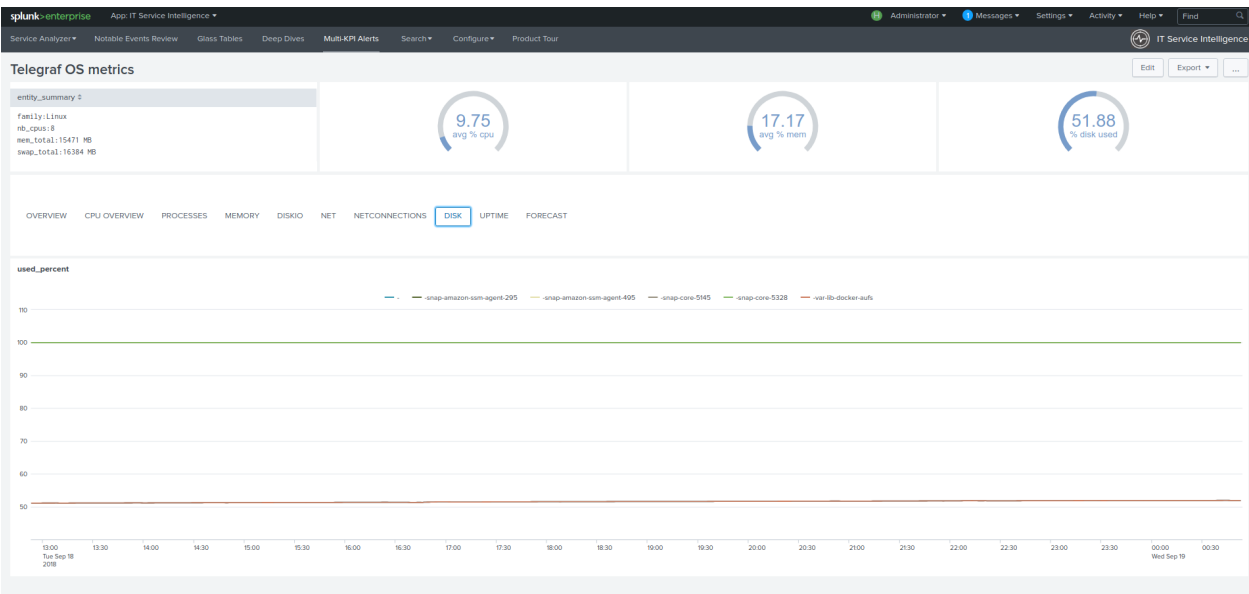 splunk>enterprise App: IT Service Intelligence ▾ H Administrator ▾ 1 Messages ▾ Settings ▾ Activity ▾ Help ▾ Find
Service Analyzer ▾ Notable Events Review Glass Tables Deep Dives Multi-KPI Alerts Search ▾ Configure ▾ Product Tour IT Service Intelligence
Telegraf OS metrics Edit Export ▾ ...
entity_summary
family:Linux
nb_cpus:8
mem_total:15471 MB
swap_total:16384 MB
9.75
avg % cpu
17.17
avg % mem
51.88
% disk used
OVERVIEW CPU OVERVIEW PROCESSES MEMORY DISKIO NET NETCONNECTIONS DISK UPTIME FORECAST
used_percent
- -snap-amazon-ssm-agent-295 -snap-amazon-ssm-agent-495 -snap-core-5145 -snap-core-5328 -var-lib-docker-aufs
110
100
90
80
70
60
50
13:00 13:30 14:00 14:30 15:00 15:30 16:00 16:30 17:00 17:30 18:00 18:30 19:00 19:30 20:00 20:30 21:00 21:30 22:00 22:30 23:00 23:30 00:00 00:30
Tue Sep 18 Wed Sep 19
2018